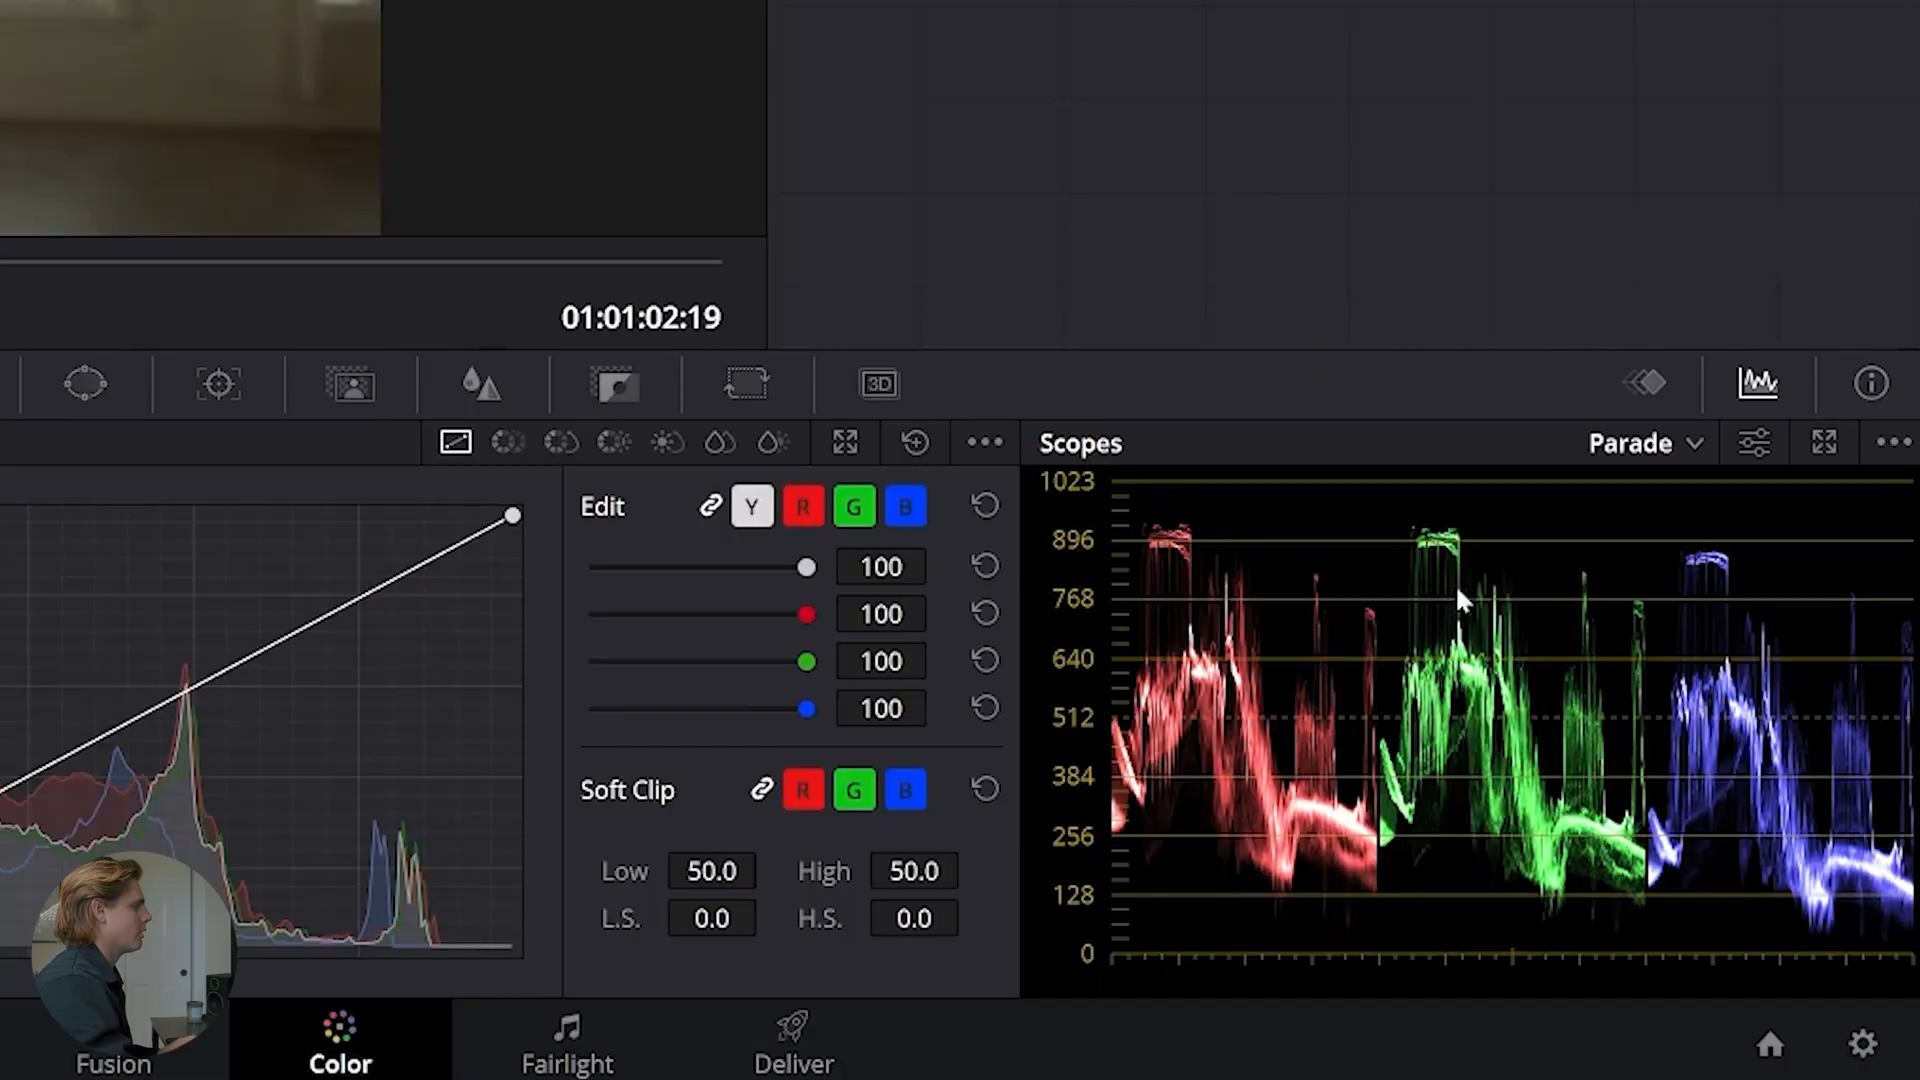 01:01:02:19
3D
Scopes
Parade
Edit
Y R G B
100
100
100
100
Soft Clip
R G B
Low 50.0 High 50.0
L.S. 0.0 H.S. 0.0
1023
896
768
640
512
384
256
128
0
Fusion
Color
Fairlight
Deliver